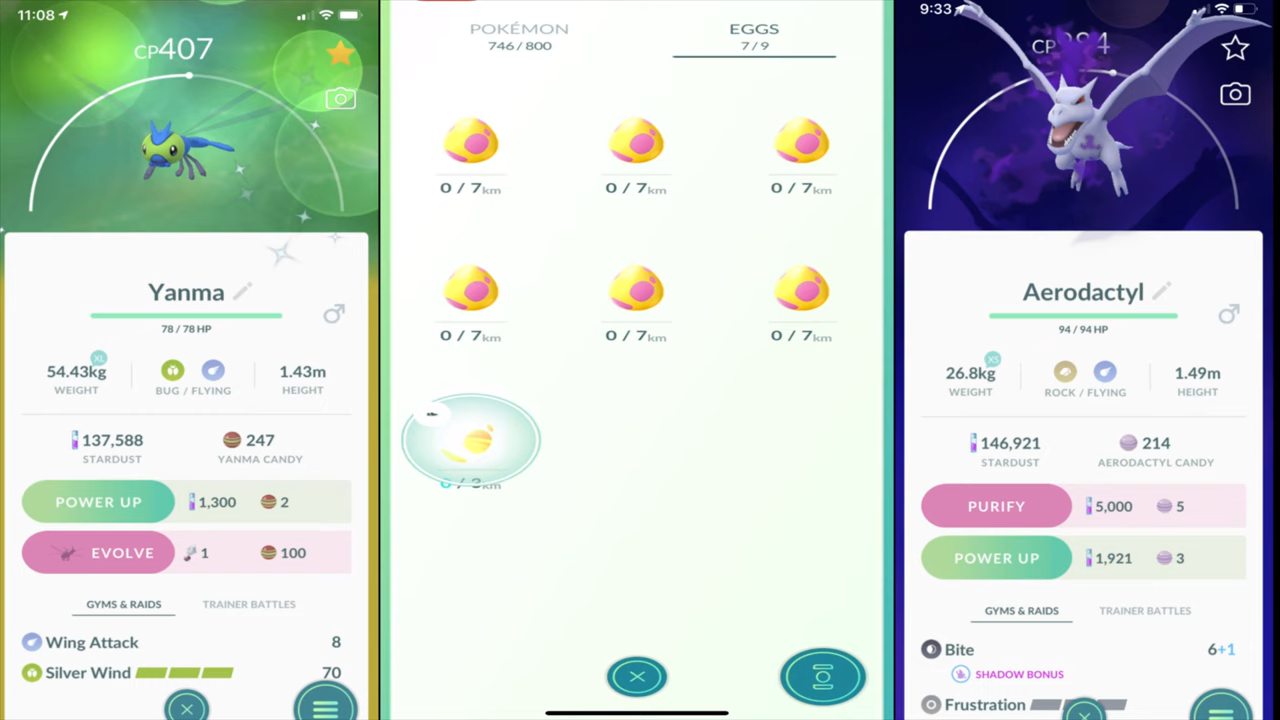 11:08
CP407
Yanma
78 / 78 HP
XL
54.43kg
WEIGHT
BUG / FLYING
1.43m
HEIGHT
137,588
STARDUST
247
YANMA CANDY
POWER UP
1,300
2
EVOLVE
1
100
GYMS & RAIDS
TRAINER BATTLES
Wing Attack
8
Silver Wind
70
POKÉMON
746 / 800
EGGS
7 / 9
0 / 7km
0 / 7km
0 / 7km
0 / 7km
0 / 7km
0 / 7km
9:33
CP
Aerodactyl
94 / 94 HP
XS
26.8kg
WEIGHT
ROCK / FLYING
1.49m
HEIGHT
146,921
STARDUST
214
AERODACTYL CANDY
PURIFY
5,000
5
POWER UP
1,921
3
GYMS & RAIDS
TRAINER BATTLES
Bite
6+1
SHADOW BONUS
Frustration